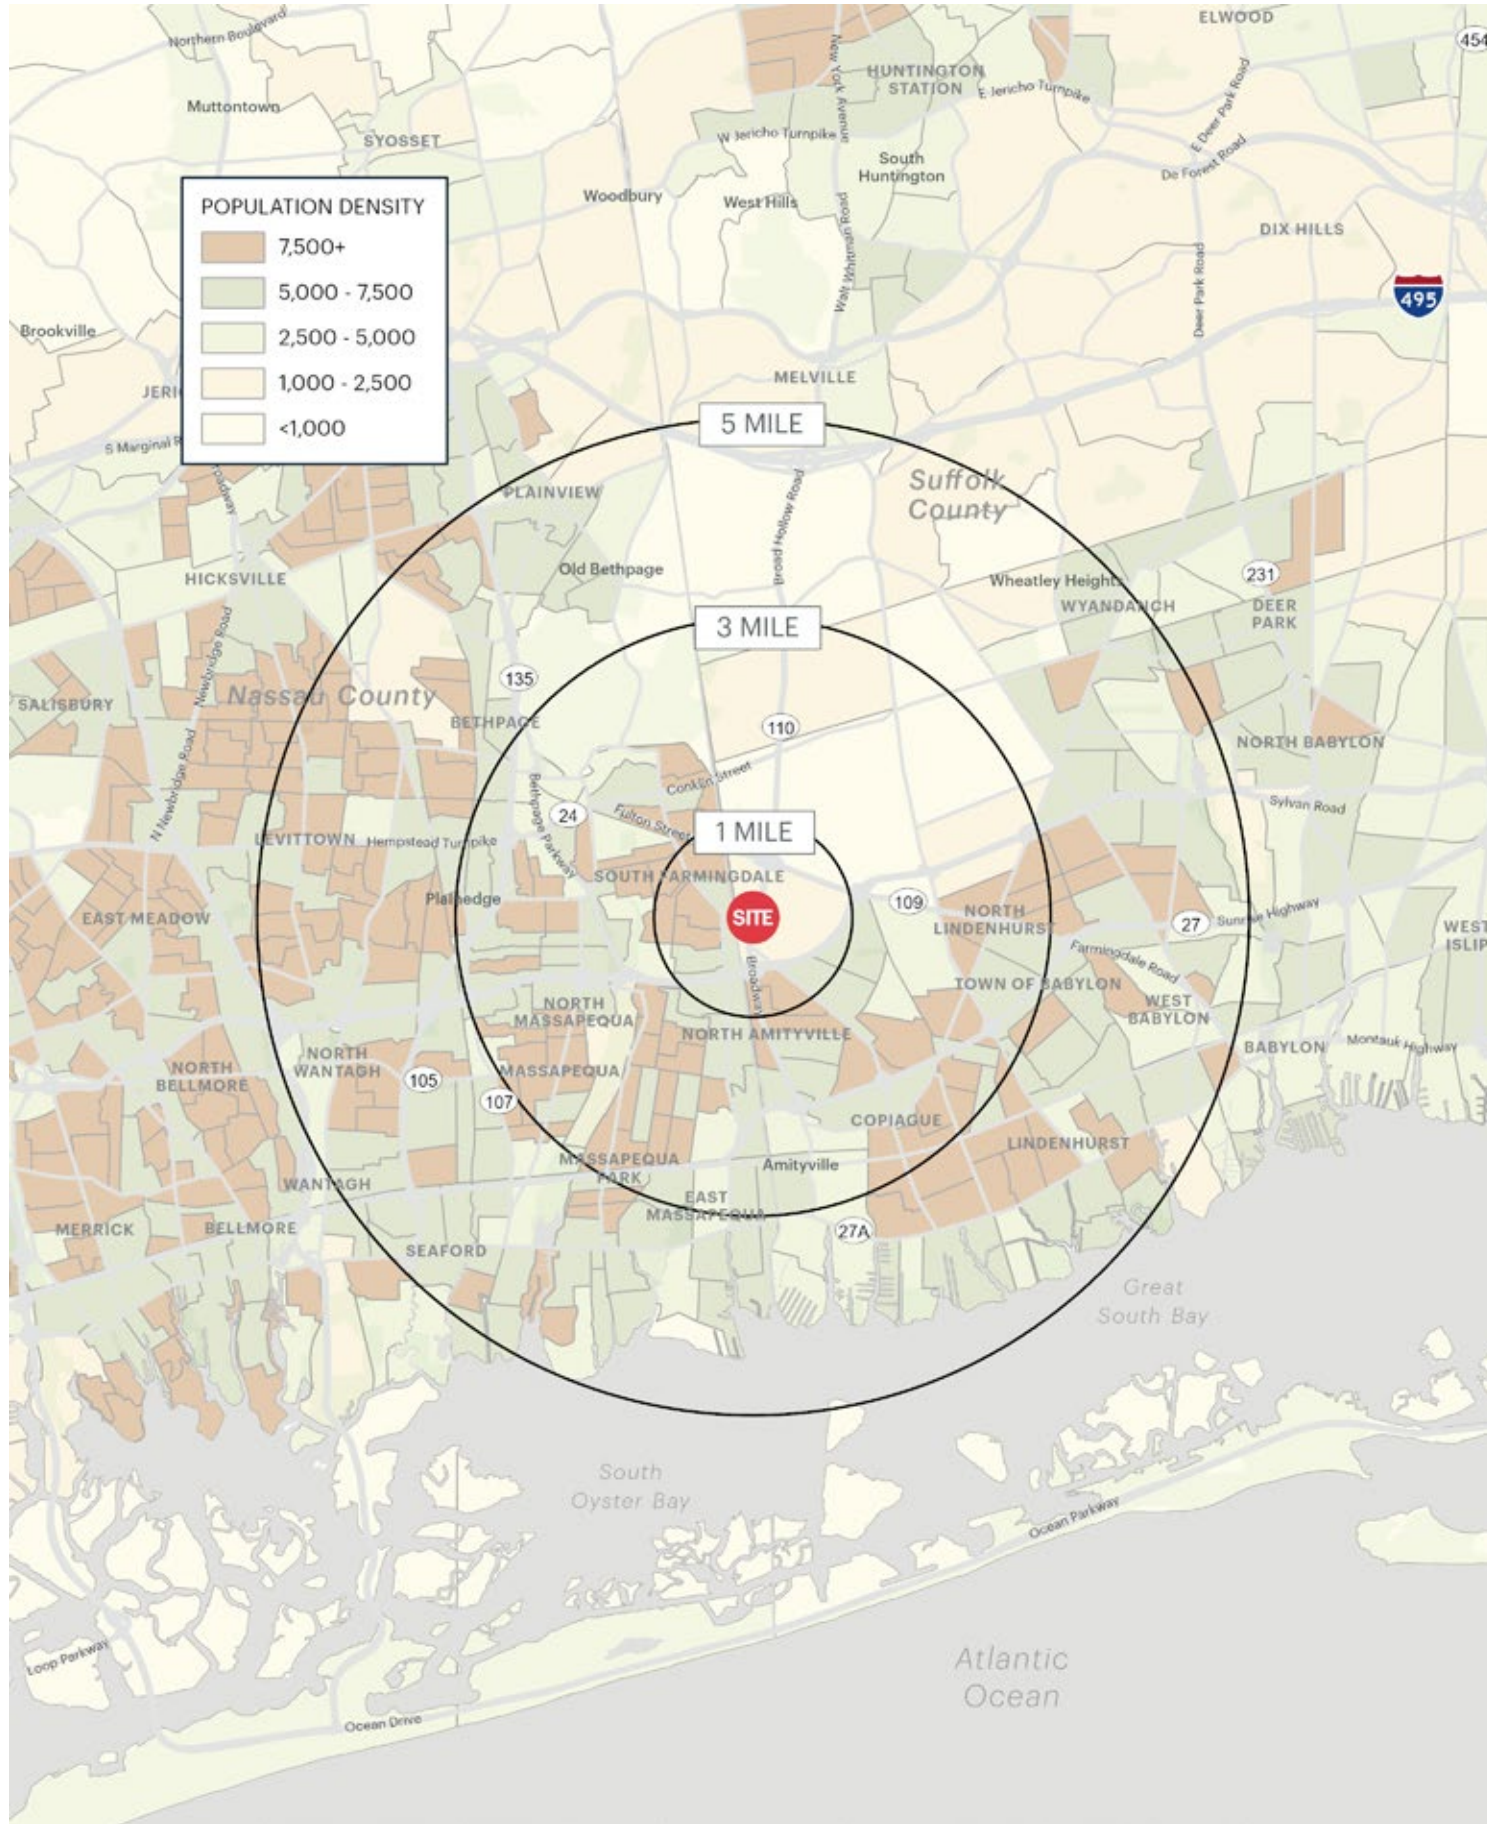 ELWOOD
Northern Boulevard
454
New York Avenue
HUNTINGTON
STATION
E Jericho Turnpike
Muttontown
E Deer Park Road
SYOSSET
W Jericho Turnpike
De Forest Road
South
Huntington
Woodbury
West Hills
POPULATION DENSITY
7,500+
5,000 - 7,500
2,500 - 5,000
1,000 - 2,500
<1,000
Walt Whitman Road
DIX HILLS
Deer Park Road
495
Brookville
MELVILLE
JERI
5 MILE
S Marginal R
roadway
PLAINVIEW
Broad Hollow Road
Suffolk
County
Old Bethpage
HICKSVILLE
Wheatley Heights
231
WYANDANCH
DEER
PARK
3 MILE
Newbridge Road
135
SALISBURY
Nassau County
BETHPAGE
110
NORTH BABYLON
N Newbridge Road
Conklin Street
Bethpage Parkway
24
Fulton Street
Sylvan Road
1 MILE
LEVITTOWN
Hempstead Turnpike
SOUTH FARMINGDALE
Plainedge
109
EAST MEADOW
SITE
NORTH
LINDENHURST
27
Sunrise Highway
WEST
ISLIP
Farmingdale Road
Broadway
TOWN OF BABYLON
NORTH
MASSAPEQUA
WEST
BABYLON
NORTH AMITYVILLE
BABYLON
Montauk Highway
NORTH
BELLMORE
NORTH
WANTAGH
105
MASSAPEQUA
107
COPIAGUE
LINDENHURST
MASSAPEQUA
PARK
Amityville
WANTAGH
EAST
MASSAPEQUA
MERRICK
BELLMORE
27A
SEAFORD
Great
South Bay
South
Oyster Bay
Ocean Parkway
Loop Parkway
Atlantic
Ocean
Ocean Drive